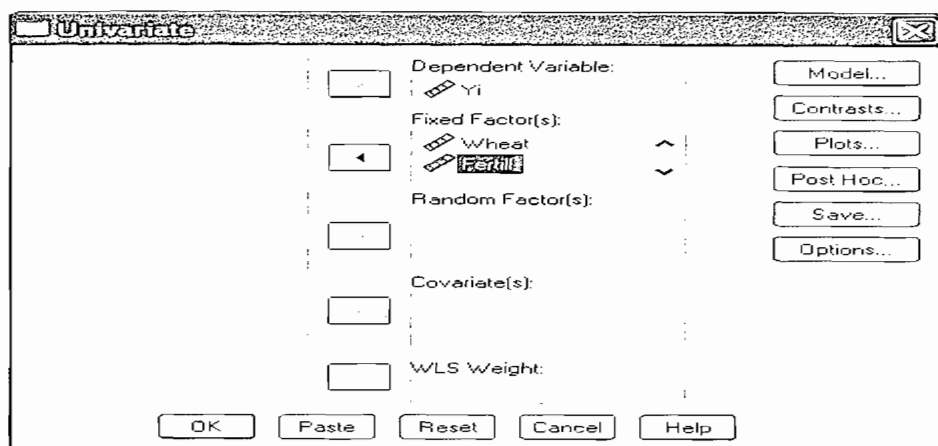 Univariate
Dependent Variable:
Yi
Fixed Factor(s):
Wheat
Fertili
Random Factor(s):
Covariate(s):
WLS Weight:
Model...
Contrasts...
Plots...
Post Hoc...
Save...
Options...
OK
Paste
Reset
Cancel
Help